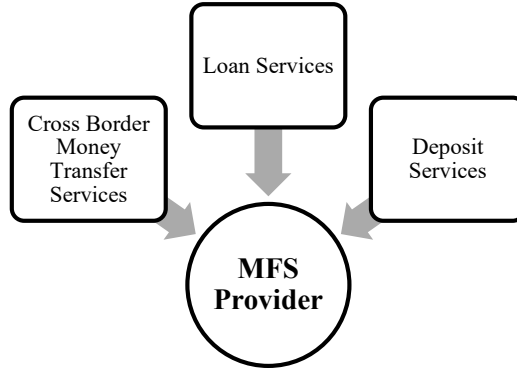 Loan Services
Cross Border
Money
Transfer
Services
Deposit
Services
MFS
Provider